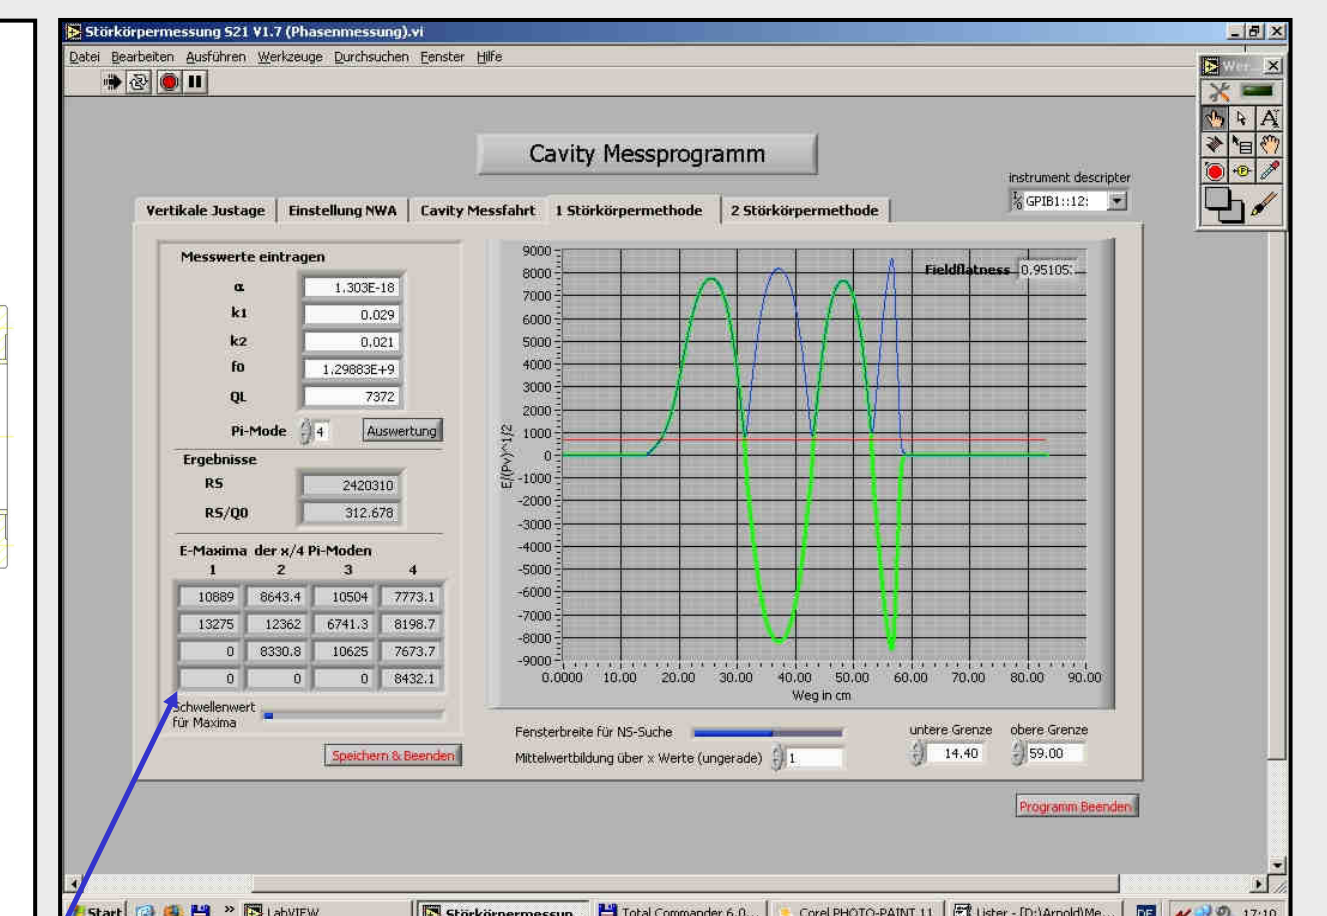 Störkörpermessung S21 V1.7 (Phasenmessung).vi
Datei Bearbeiten Ausführen Werkzeuge Durchsuchen Fenster Hilfe
Wer
Cavity Messprogramm
instrument descripter
GPIB1::12:
Vertikale Justage Einstellung NWA Cavity Messfahrt 1 Störkörpermethode 2 Störkörpermethode
Messwerte eintragen
α 1.303E-18
k1 0.029
k2 0.021
f0 1.29883E+9
QL 7372
Pi-Mode 4 Auswertung
Ergebnisse
RS 2420310
RS/Q0 312.678
E-Maxima der x/4 Pi-Moden
1 2 3 4
10889 8643.4 10504 7773.1
13275 12362 6741.3 8198.7
0 8330.8 10625 7673.7
0 0 0 8432.1
Schwellenwert
für Maxima
Speichern & Beenden
Fieldflatness 0.95105
E/(Pv)^1/2
9000
8000
7000
6000
5000
4000
3000
2000
1000
0
-1000
-2000
-3000
-4000
-5000
-6000
-7000
-8000
-9000
0.0000 10.00 20.00 30.00 40.00 50.00 60.00 70.00 80.00 90.00
Weg in cm
Fensterbreite für NS-Suche
Mittelwertbildung über x Werte (ungerade) 1
untere Grenze obere Grenze
14.40 59.00
Programm Beenden
Start » LabVIEW Störkörpermessun... Total Commander 6.0... Corel PHOTO-PAINT 11 Lister - [D:\Arnold\Me... DE 17:10